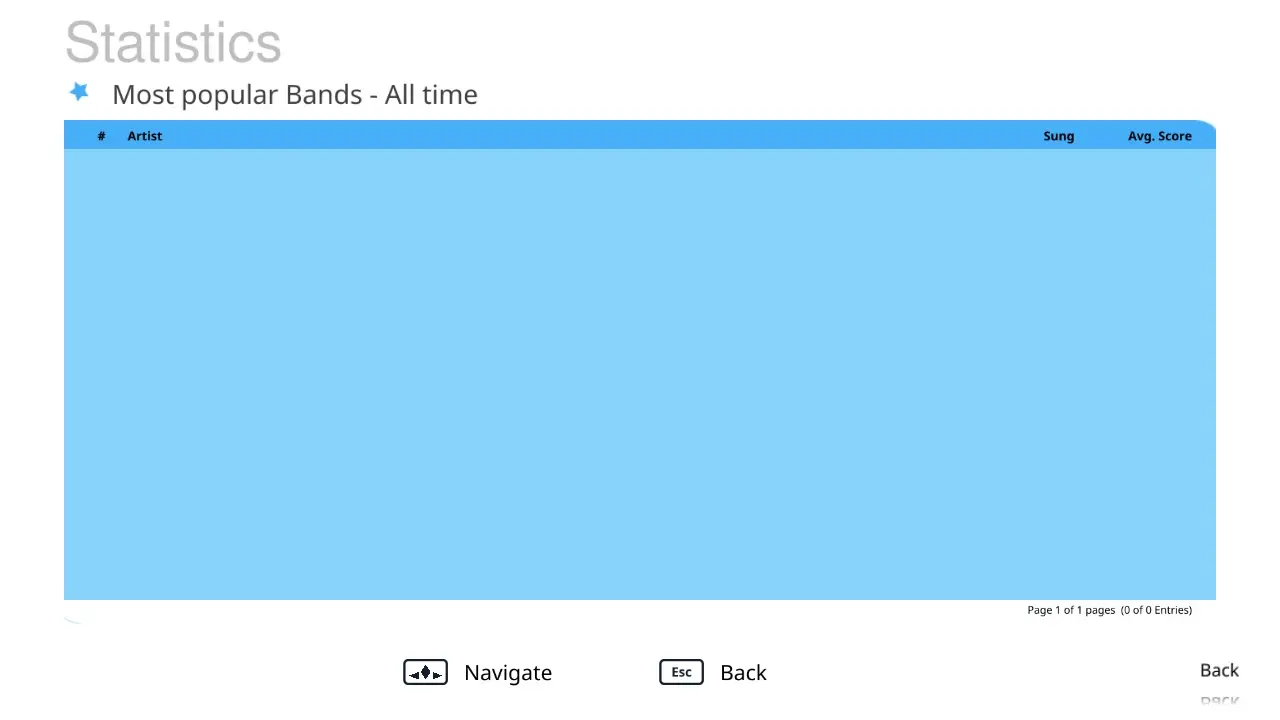 Statistics
Most popular Bands - All time
# Artist Sung Avg. Score
Page 1 of 1 pages (0 of 0 Entries)
Navigate Esc Back Back